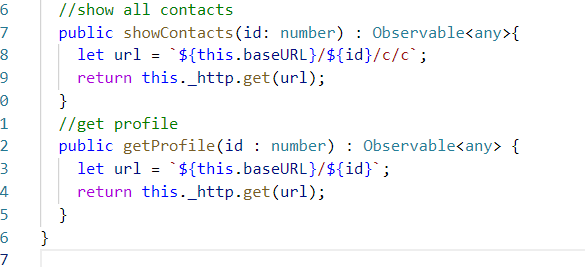 6 //show all contacts
7 public showContacts(id: number) : Observable<any>{
8 let url = `${this.baseURL}/${id}/c/c`;
9 return this._http.get(url);
0 }
1 //get profile
2 public getProfile(id : number) : Observable<any> {
3 let url = `${this.baseURL}/${id}`;
4 return this._http.get(url);
5 }
6 }
7